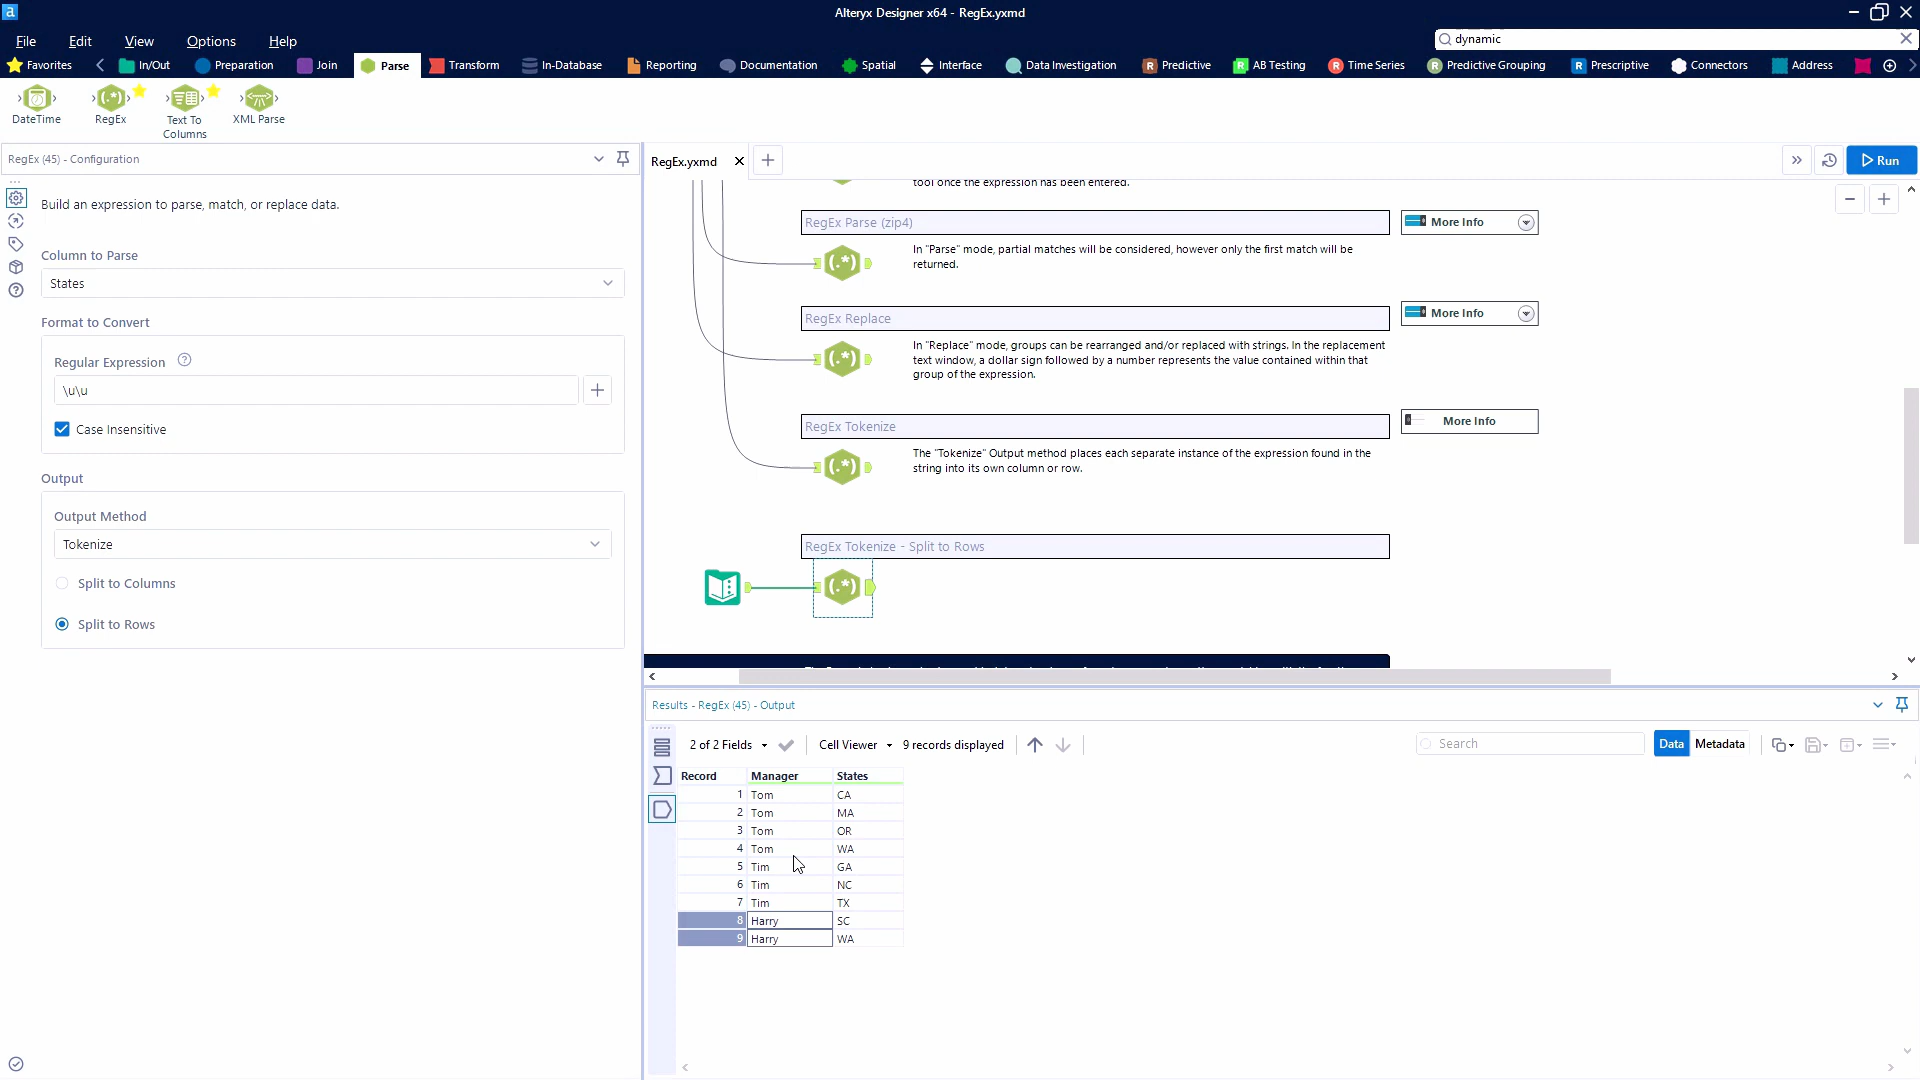 a
Alteryx Designer x64 - RegEx.yxmd
File Edit View Options Help
dynamic
Favorites In/Out Preparation Join Parse Transform In-Database Reporting Documentation Spatial Interface Data Investigation R Predictive R AB Testing R Time Series R Predictive Grouping R Prescriptive Connectors Address
DateTime RegEx Text To Columns XML Parse
RegEx (45) - Configuration
RegEx.yxmd
Run
Build an expression to parse, match, or replace data.
Column to Parse
States
Format to Convert
Regular Expression
\u\u
Case Insensitive
Output
Output Method
Tokenize
Split to Columns
Split to Rows
tool once the expression has been entered.
RegEx Parse (zip4)
More Info
(.*)
In "Parse" mode, partial matches will be considered, however only the first match will be
returned.
RegEx Replace
More Info
(.*)
In "Replace" mode, groups can be rearranged and/or replaced with strings. In the replacement
text window, a dollar sign followed by a number represents the value contained within that
group of the expression.
RegEx Tokenize
More Info
(.*)
The "Tokenize" Output method places each separate instance of the expression found in the
string into its own column or row.
RegEx Tokenize - Split to Rows
(.*)
Results - RegEx (45) - Output
2 of 2 Fields Cell Viewer 9 records displayed Search Data Metadata
Record Manager States
1 Tom CA
2 Tom MA
3 Tom OR
4 Tom WA
5 Tim GA
6 Tim NC
7 Tim TX
8 Harry SC
9 Harry WA